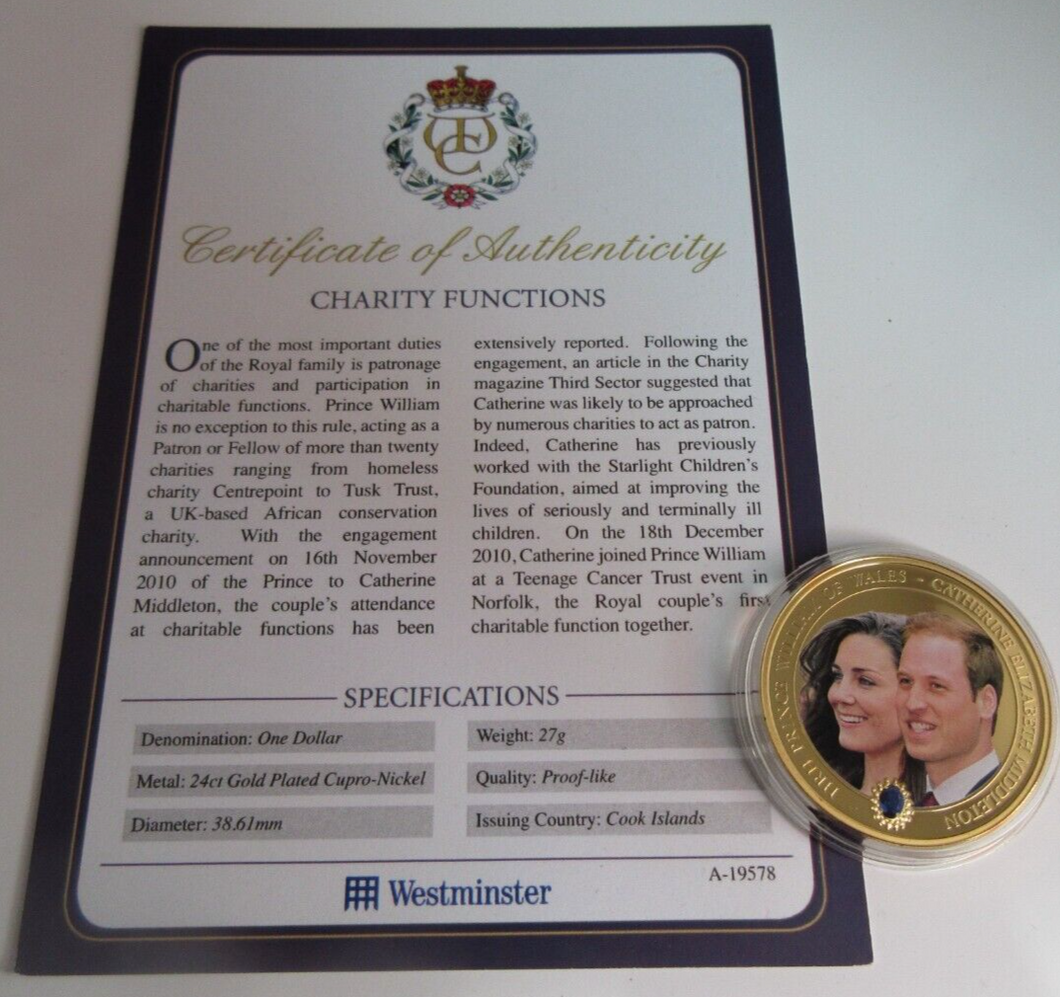 Certificate of Authenticity
CHARITY FUNCTIONS
One of the most important duties
of the Royal family is patronage
of charities and participation in
charitable functions. Prince William
is no exception to this rule, acting as a
Patron or Fellow of more than twenty
charities ranging from homeless
charity Centrepoint to Tusk Trust,
a UK-based African conservation
charity. With the engagement
announcement on 16th November
2010 of the Prince to Catherine
Middleton, the couple's attendance
at charitable functions has been
extensively reported. Following the
engagement, an article in the Charity
magazine Third Sector suggested that
Catherine was likely to be approached
by numerous charities to act as patron.
Indeed, Catherine has previously
worked with the Starlight Children's
Foundation, aimed at improving the
lives of seriously and terminally ill
children. On the 18th December
2010, Catherine joined Prince William
at a Teenage Cancer Trust event in
Norfolk, the Royal couple's first
charitable function together.
SPECIFICATIONS
Denomination: One Dollar
Metal: 24ct Gold Plated Cupro-Nickel
Diameter: 38.61mm
Weight: 27g
Quality: Proof-like
Issuing Country: Cook Islands
Westminster
A-19578
HRH PRINCE WILLIAM OF WALES - CATHERINE ELIZABETH MIDDLETON